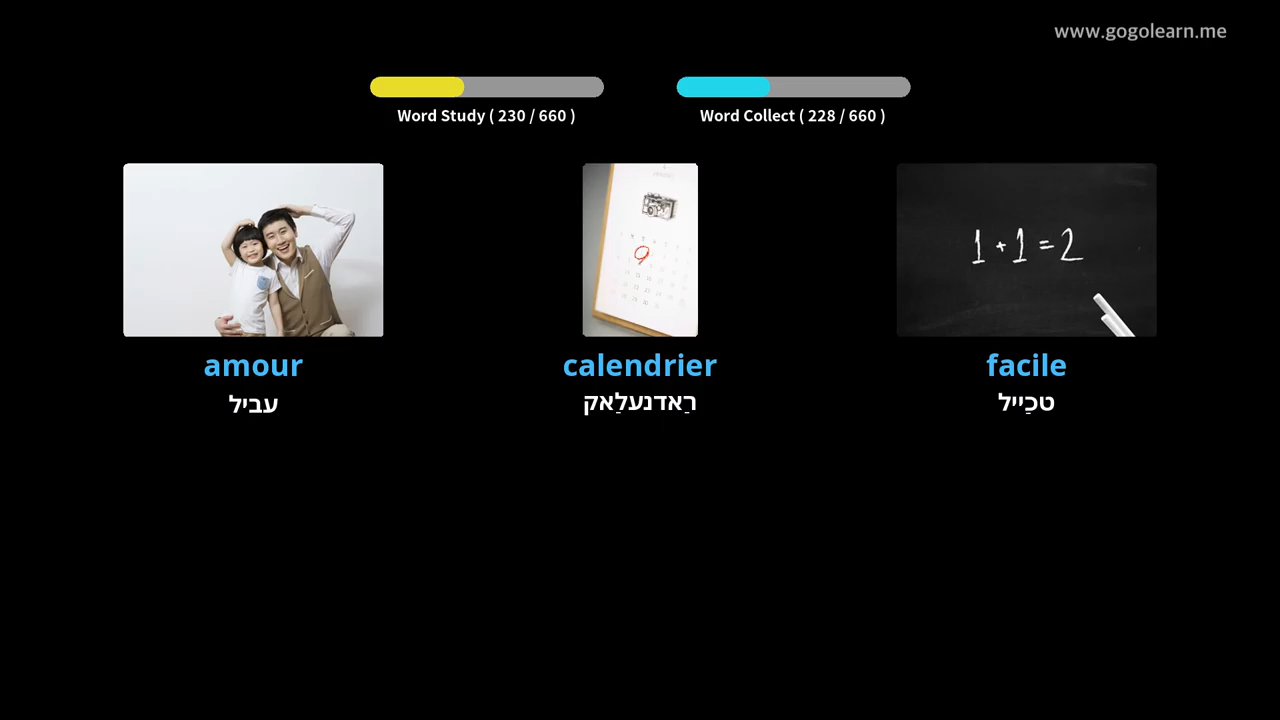 www.gogolearn.me
Word Study ( 230 / 660 )
Word Collect ( 228 / 660 )
1 + 1 = 2
amour
calendrier
facile
עביל
רַאדנעלַאק
טכַייל